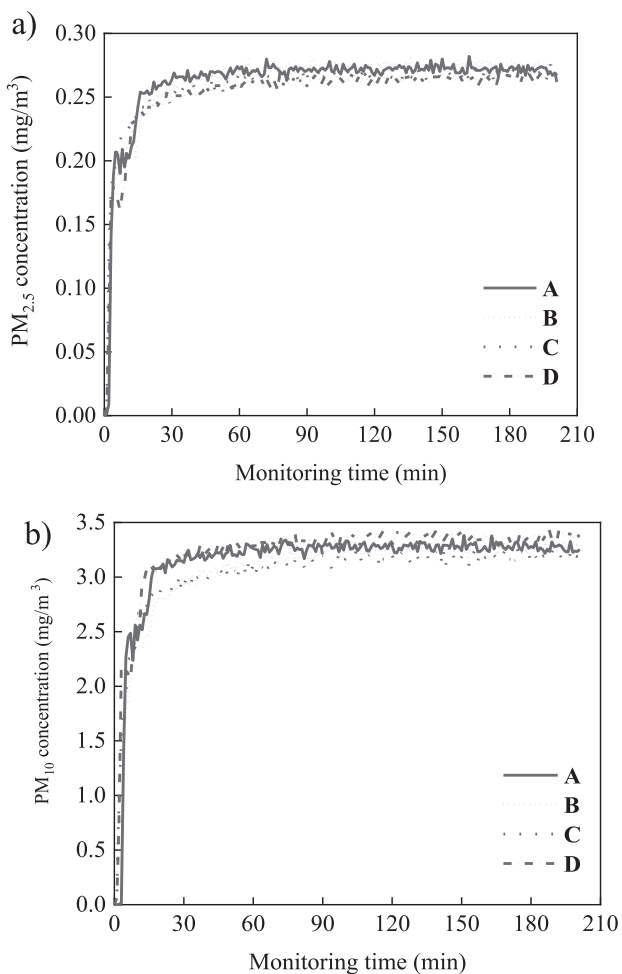 a)
0.30
0.25
0.20
0.15
0.10
0.05
0.00
PM2.5 concentration (mg/m3)
A
B
C
D
0 30 60 90 120 150 180 210
Monitoring time (min)
b)
3.5
3.0
2.5
2.0
1.5
1.0
0.5
0.0
PM10 concentration (mg/m3)
A
B
C
D
0 30 60 90 120 150 180 210
Monitoring time (min)